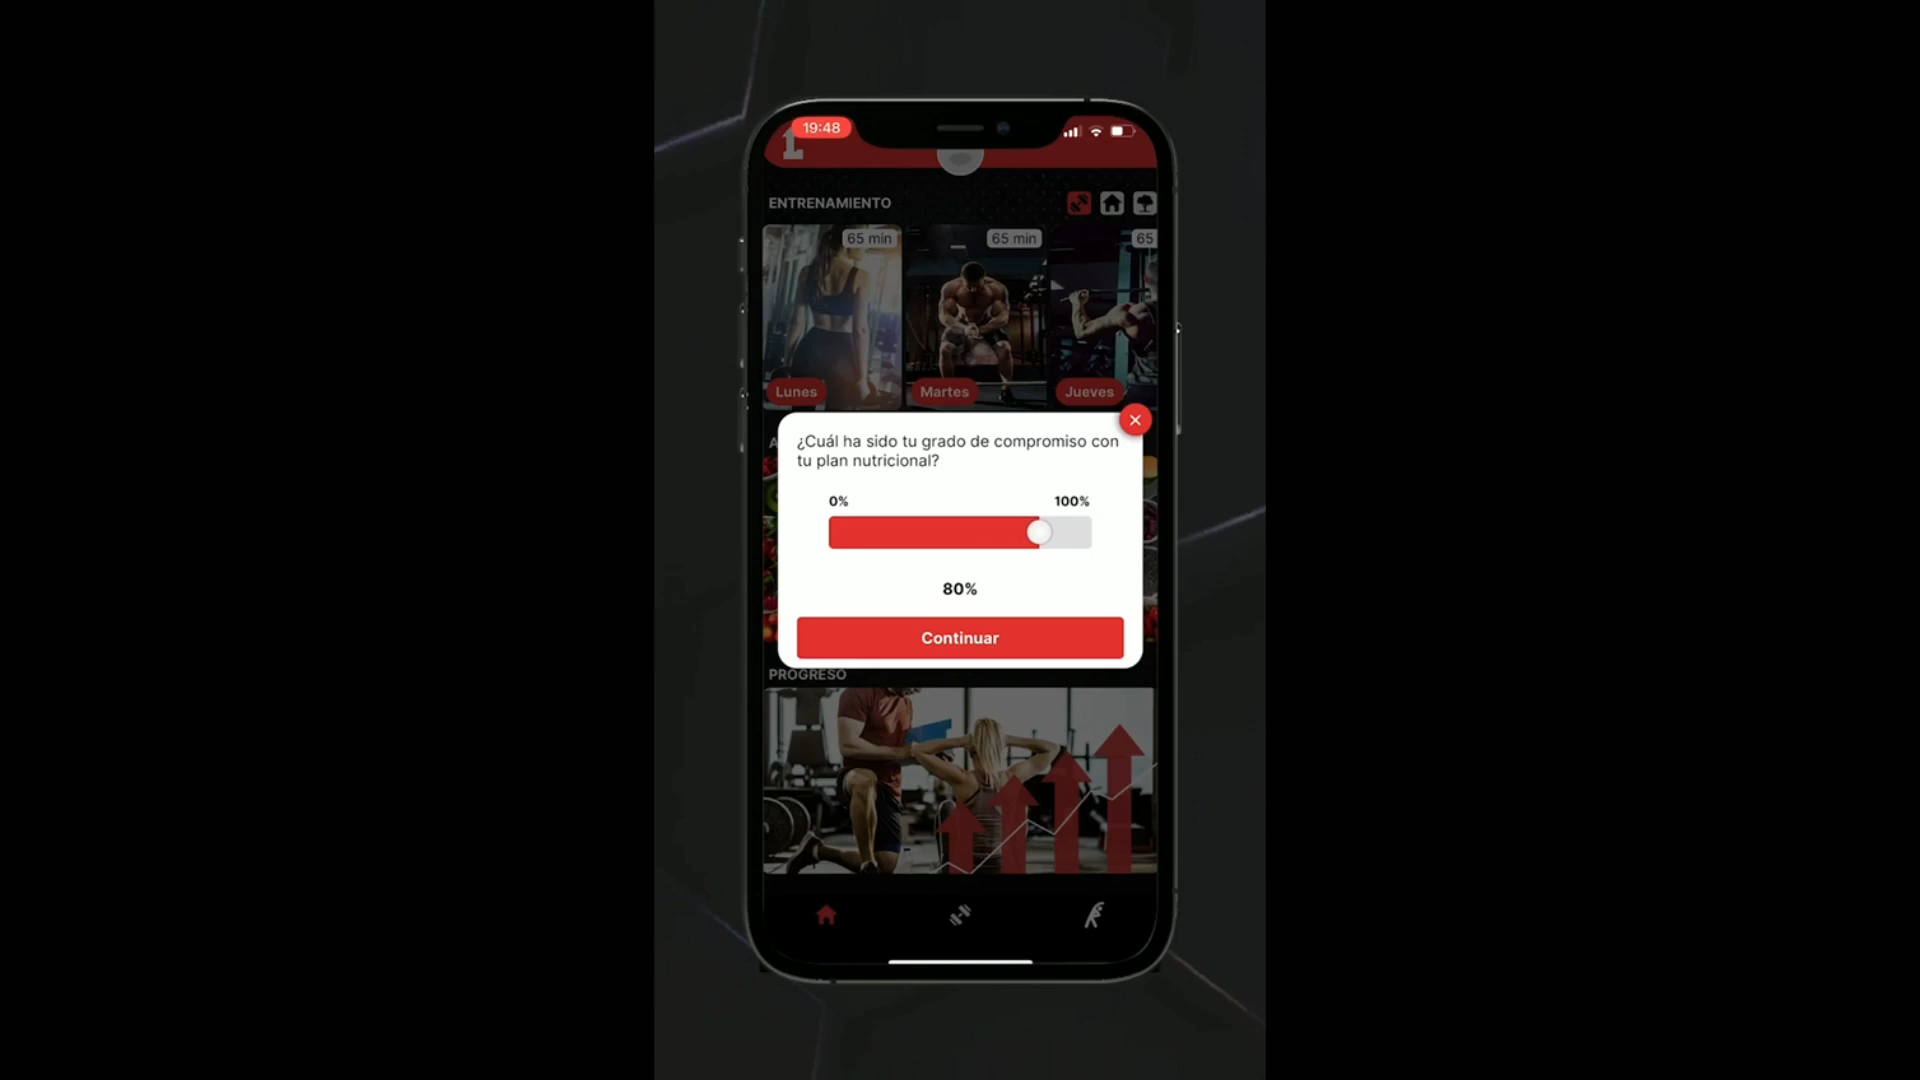 19:48
ENTRENAMIENTO
65 min
65 min
65
Lunes
Martes
Jueves
A
¿Cuál ha sido tu grado de compromiso con
tu plan nutricional?
0%
100%
80%
Continuar
PROGRESO